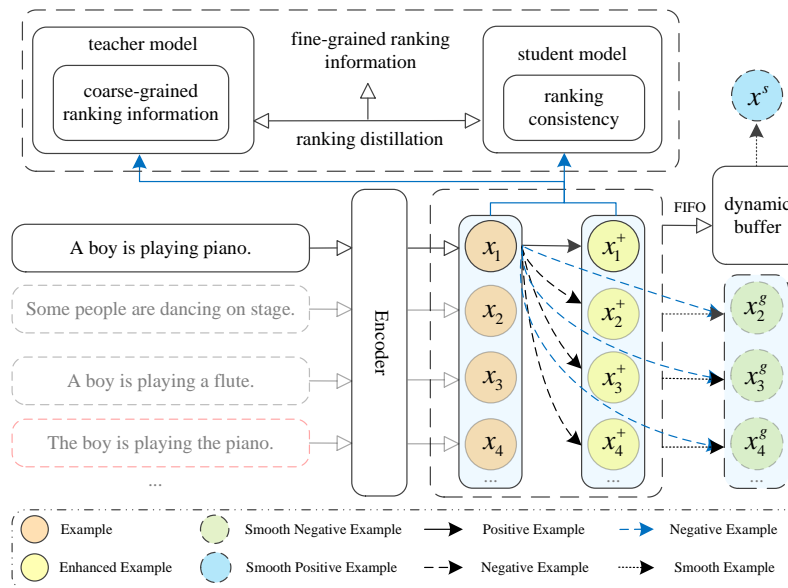 teacher model
coarse-grained
ranking information
fine-grained ranking
information
ranking distillation
student model
ranking
consistency
x^s
FIFO
dynamic
buffer
A boy is playing piano.
Some people are dancing on stage.
A boy is playing a flute.
The boy is playing the piano.
...
Encoder
x_1
x_2
x_3
x_4
...
x_1^+
x_2^+
x_3^+
x_4^+
...
x_2^g
x_3^g
x_4^g
...
Example
Smooth Negative Example
Positive Example
Negative Example
Enhanced Example
Smooth Positive Example
Negative Example
Smooth Example